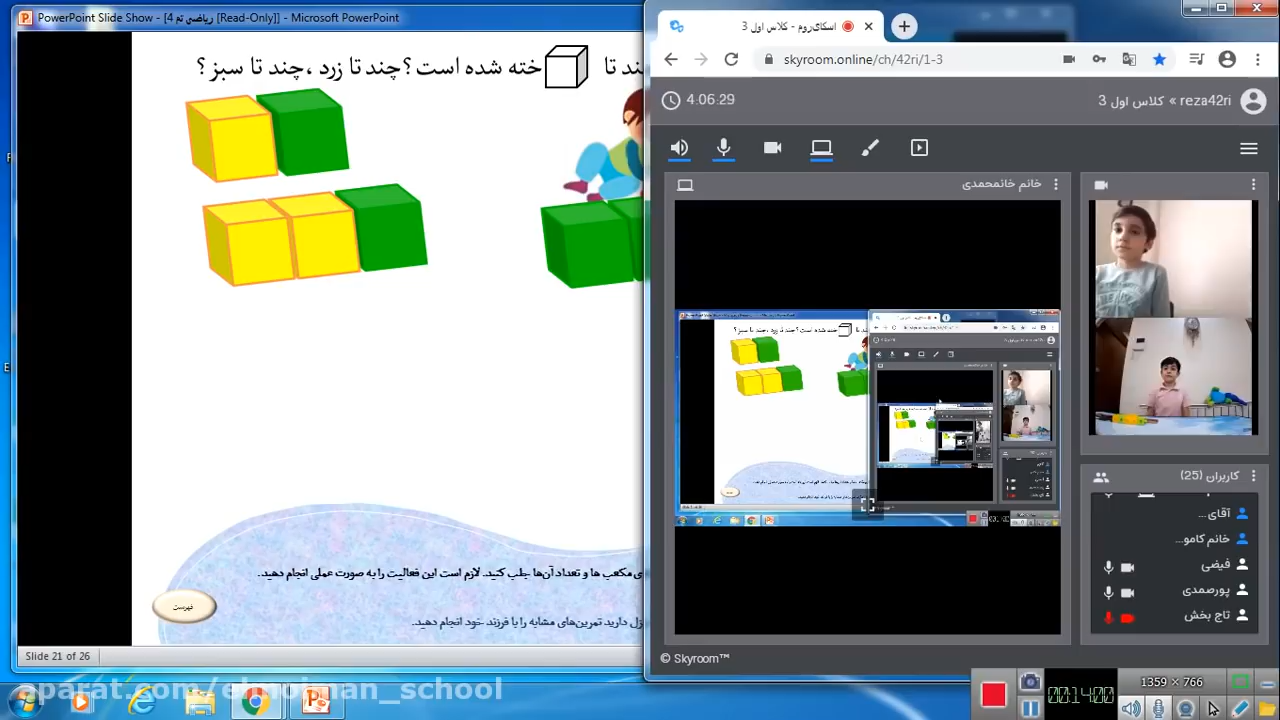 PowerPoint Slide Show - [ریاضی تم 4 [Read-Only]] - Microsoft PowerPoint
ند تا خته شده است ؟ چند تا زرد ، چند تا سبز ؟
ی مکعب ها و تعداد آن‌ها جلب کنید. لازم است این فعالیت را به صورت عملی انجام دهید.
زل دارید تمرین‌های مشابه را با فرزند خود انجام دهید.
فهرست
Slide 21 of 26
اسکای‌روم - کلاس اول 3
skyroom.online/ch/42ri/1-3
4:06:29
reza42ri » کلاس اول 3
خانم خانمحمدی
کاربران (25)
آقای...
خانم کامو...
فیضی
پورصمدی
تاج بخش
© Skyroom™
aparat.com/elmoiman_school
00:14:00
1359 × 766